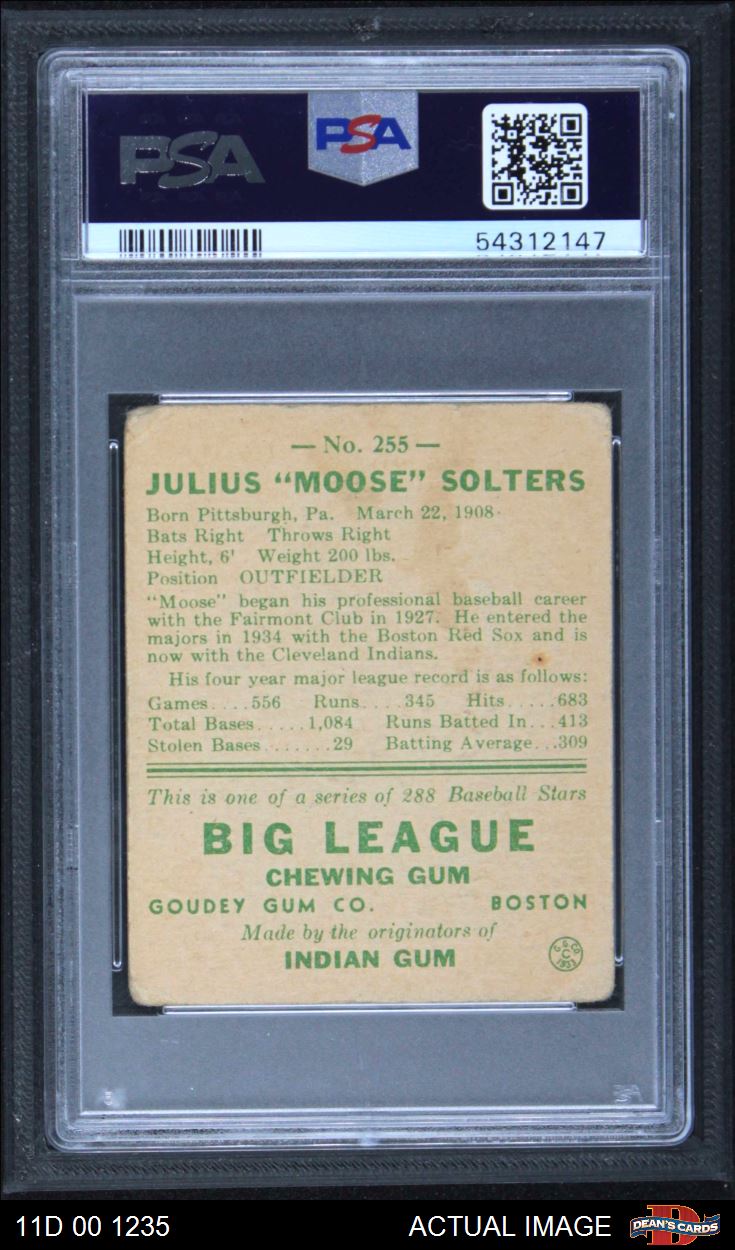 PSA
PSA
54312147
— No. 255 —
JULIUS "MOOSE" SOLTERS
Born Pittsburgh, Pa. March 22, 1908
Bats Right Throws Right
Height, 6' Weight 200 lbs.
Position OUTFIELDER
"Moose" began his professional baseball career
with the Fairmont Club in 1927. He entered the
majors in 1934 with the Boston Red Sox and is
now with the Cleveland Indians.
His four year major league record is as follows:
Games....556 Runs....345 Hits.....683
Total Bases.....1,084 Runs Batted In...413
Stolen Bases.......29 Batting Average...309
This is one of a series of 288 Baseball Stars
BIG LEAGUE
CHEWING GUM
GOUDEY GUM CO. BOSTON
Made by the originators of
INDIAN GUM
G.G.CO.
C
11D 00 1235 ACTUAL IMAGE DEAN'S CARDS